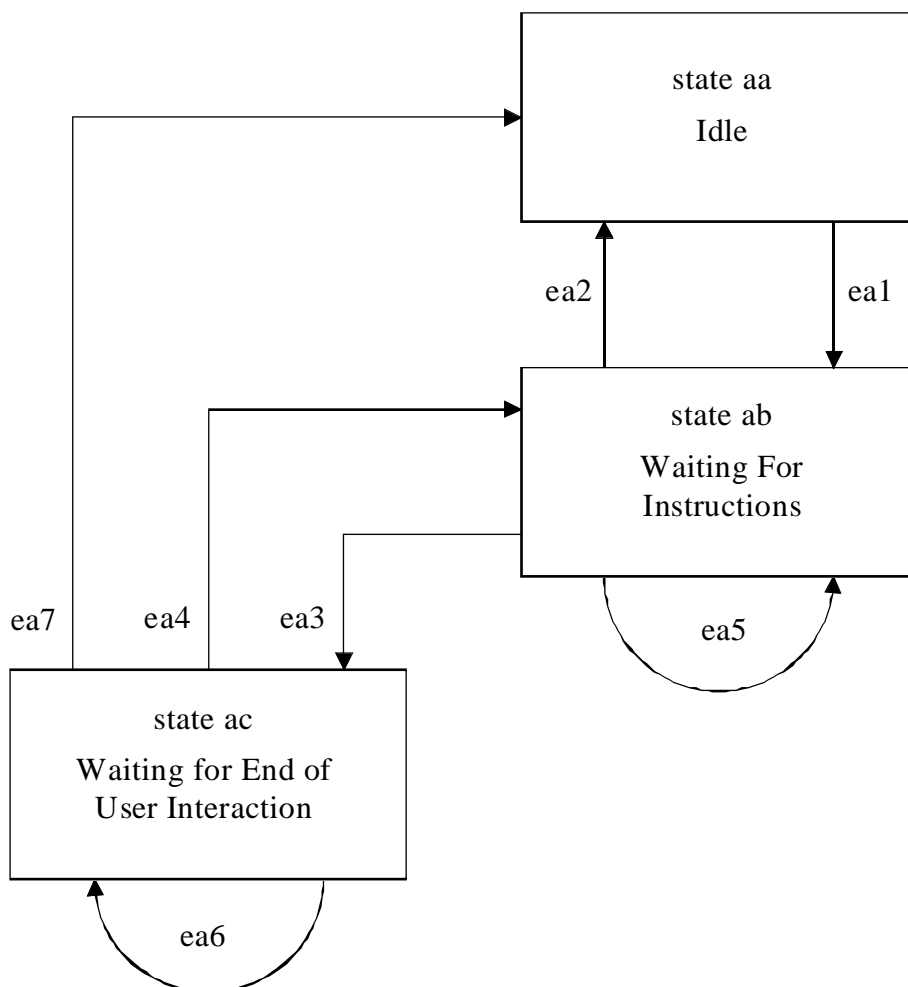 state aa
Idle
ea2
ea1
state ab
Waiting For
Instructions
ea7
ea4
ea3
ea5
state ac
Waiting for End of
User Interaction
ea6